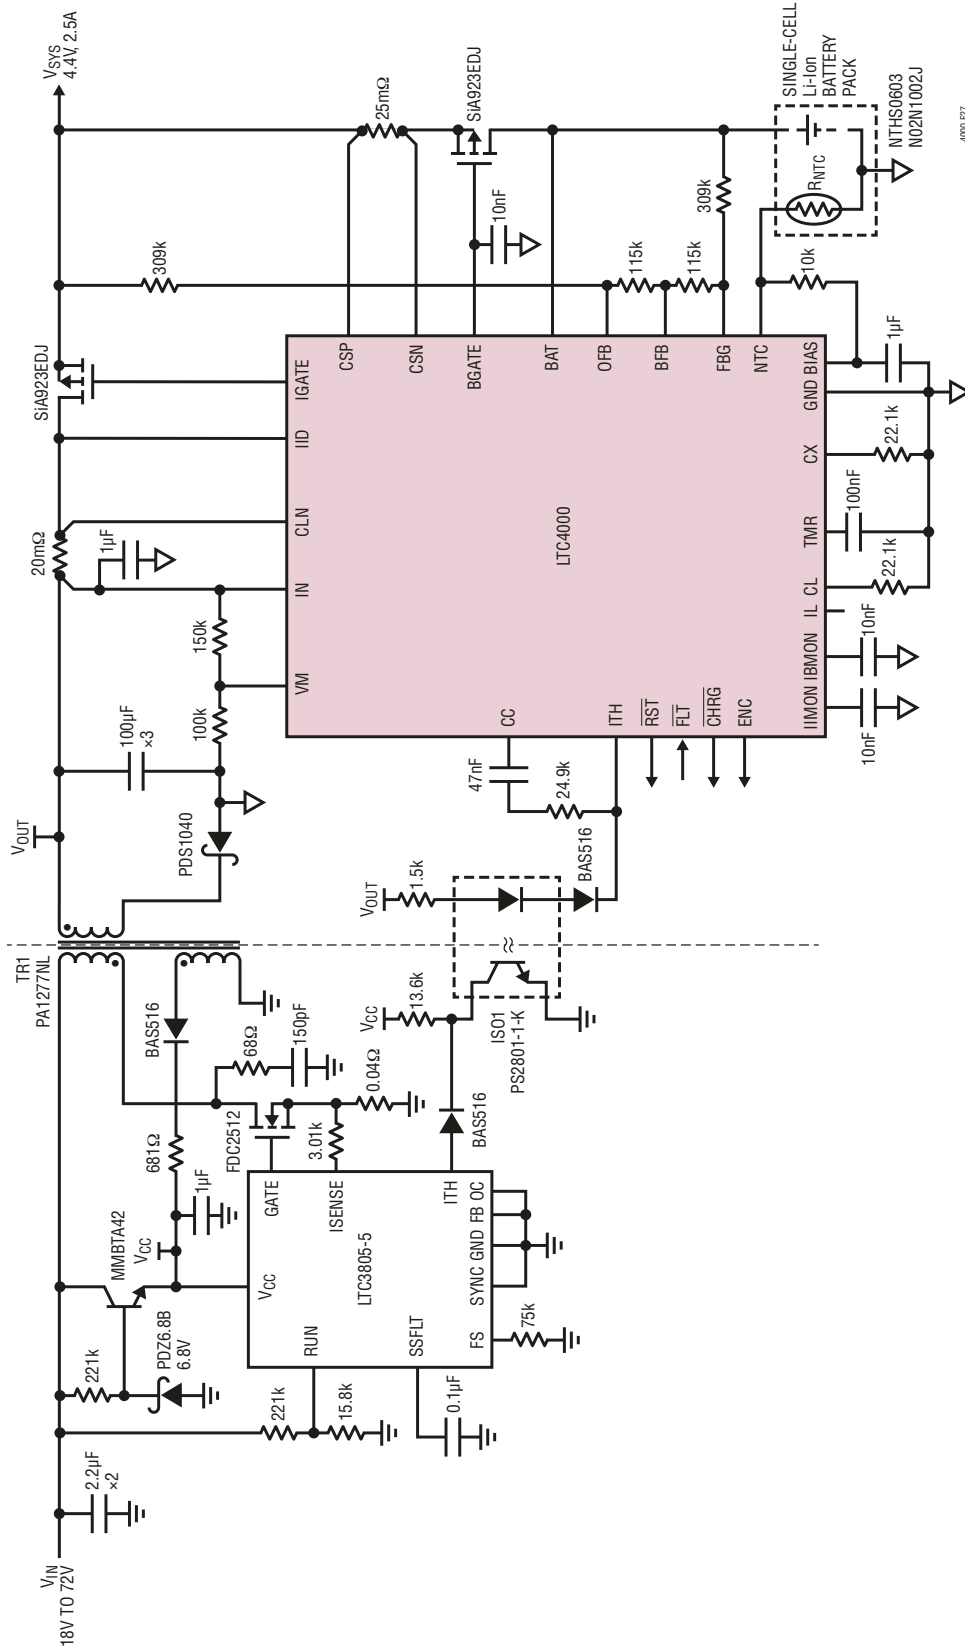 VSYS
4.4V, 2.5A
SiA923EDJ
309k
25mΩ
SiA923EDJ
10nF
309k
115k
115k
10k
SINGLE-CELL
Li-Ion
BATTERY
PACK
RNTC
NTHS0603
N02N1002J
20mΩ
1µF
150k
100k
100µF
×3
VOUT
PDS1040
IGATE
IID
CLN
IN
VM
CSP
CSN
BGATE
BAT
OFB
BFB
FBG
NTC
LTC4000
CC
ITH
RST
FLT
CHRG
ENC
IIMON
IBMON
IL
CL
TMR
CX
GND
BIAS
1µF
22.1k
100nF
22.1k
10nF
10nF
47nF
24.9k
BAS516
VOUT
1.5k
TR1
PA1277NL
BAS516
68Ω
150pF
0.04Ω
VCC
13.6k
ISO1
PS2801-1-K
BAS516
681Ω
1µF
FDC2512
3.01k
MMBTA42
VCC
221k
PDZ6.8B
6.8V
GATE
ISENSE
ITH
VCC
LTC3805-5
RUN
SSFLT
FS
SYNC
GND
FB
OC
75k
221k
15.8k
0.1µF
2.2µF
×2
VIN
18V TO 72V
4000 F27